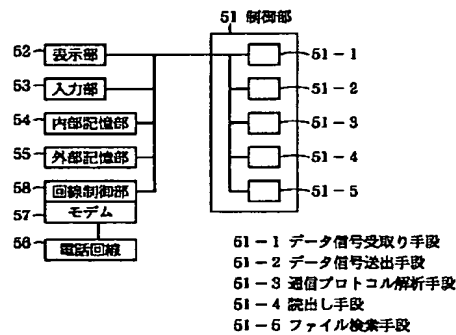 51 制御部
52 表示部
53 入力部
54 内部記憶部
55 外部記憶部
58 回線制御部
57 モデム
56 電話回線
51-1
51-2
51-3
51-4
51-5
51-1 データ信号受取り手段
51-2 データ信号送出手段
51-3 通信プロトコル解析手段
51-4 読出し手段
51-5 ファイル検索手段